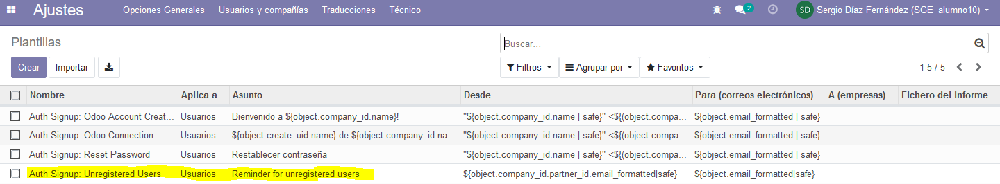 Ajustes Opciones Generales Usuarios y compañías Traducciones Técnico 2 SD Sergio Díaz Fernández (SGE_alumno10)
Plantillas Buscar...
Crear Importar Filtros Agrupar por Favoritos 1-5 / 5
Nombre Aplica a Asunto Desde Para (correos electrónicos) A (empresas) Fichero del informe
Auth Signup: Odoo Account Creat... Usuarios Bienvenido a ${object.company_id.name}! "${object.company_id.name | safe}" <${(object.compa... ${object.email_formatted | safe}
Auth Signup: Odoo Connection Usuarios ${object.create_uid.name} de ${object.company_id.na... "${object.company_id.name | safe}" <${(object.compa... ${object.email_formatted | safe}
Auth Signup: Reset Password Usuarios Restablecer contraseña "${object.company_id.name | safe}" <${(object.compa... ${object.email_formatted | safe}
Auth Signup: Unregistered Users Usuarios Reminder for unregistered users ${object.company_id.partner_id.email_formatted|safe} ${object.email_formatted|safe}